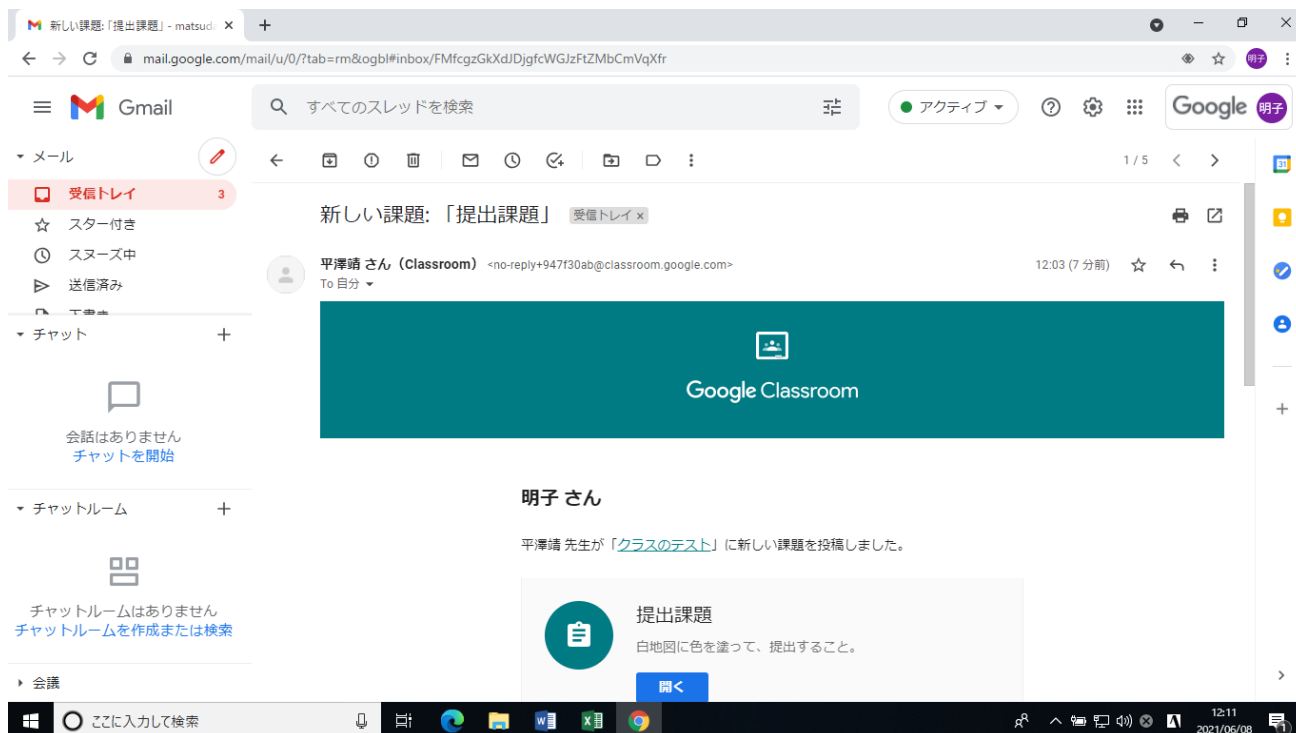 新しい課題:「提出課題」 - matsuda
mail.google.com/mail/u/0/?tab=rm&ogbl#inbox/FMfcgzGkXdJDjgfcWGJzFtZMbCmVqXfr
明子
Gmail
すべてのスレッドを検索
アクティブ
Google 明子
メール
1 / 5
31
受信トレイ 3
スター付き
スヌーズ中
送信済み
下書き
新しい課題:「提出課題」 受信トレイ ×
平澤靖 さん（Classroom） <no-reply+947f30ab@classroom.google.com>
12:03 (7 分前)
To 自分
チャット
会話はありません
チャットを開始
チャットルーム
チャットルームはありません
チャットルームを作成または検索
会議
Google Classroom
明子 さん
平澤靖 先生が「クラスのテスト」に新しい課題を投稿しました。
提出課題
白地図に色を塗って、提出すること。
開く
ここに入力して検索
12:11
2021/06/08
1